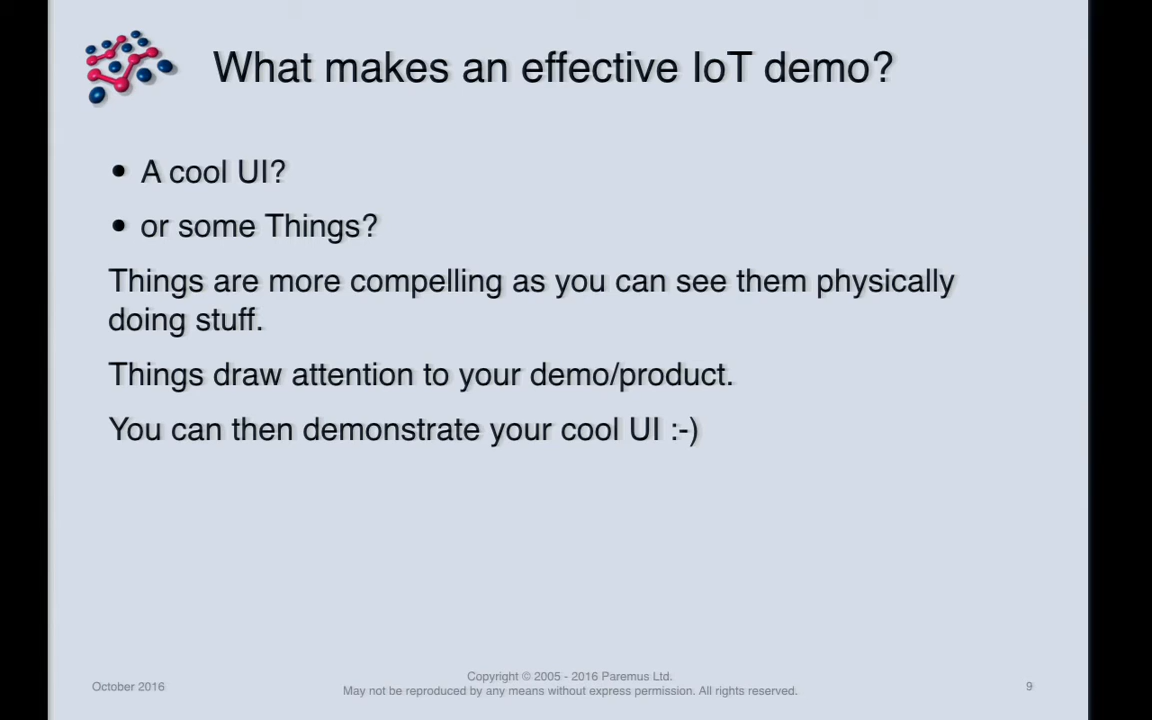 What makes an effective IoT demo?
• A cool UI?
• or some Things?
Things are more compelling as you can see them physically
doing stuff.
Things draw attention to your demo/product.
You can then demonstrate your cool UI :-)
October 2016
Copyright © 2005 - 2016 Paremus Ltd.
May not be reproduced by any means without express permission. All rights reserved.
9